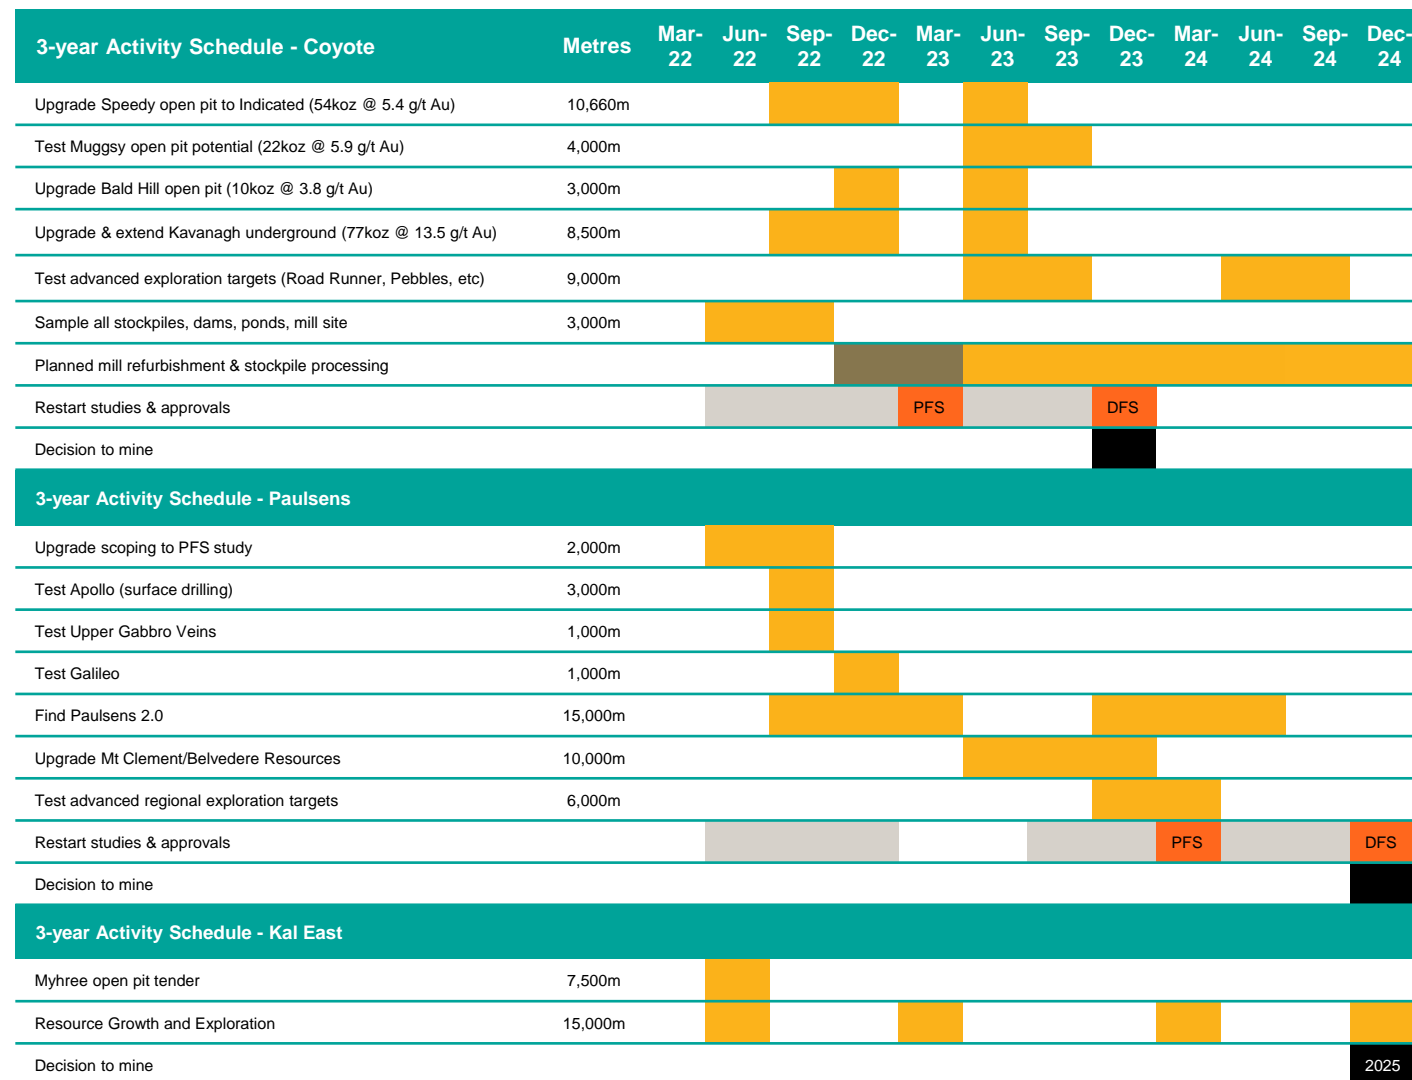 3-year Activity Schedule - Coyote Metres Mar-22 Jun-22 Sep-22 Dec-22 Mar-23 Jun-23 Sep-23 Dec-23 Mar-24 Jun-24 Sep-24 Dec-24
Upgrade Speedy open pit to Indicated (54koz @ 5.4 g/t Au) 10,660m
Test Muggsy open pit potential (22koz @ 5.9 g/t Au) 4,000m
Upgrade Bald Hill open pit (10koz @ 3.8 g/t Au) 3,000m
Upgrade & extend Kavanagh underground (77koz @ 13.5 g/t Au) 8,500m
Test advanced exploration targets (Road Runner, Pebbles, etc) 9,000m
Sample all stockpiles, dams, ponds, mill site 3,000m
Planned mill refurbishment & stockpile processing
Restart studies & approvals PFS DFS
Decision to mine
3-year Activity Schedule - Paulsens
Upgrade scoping to PFS study 2,000m
Test Apollo (surface drilling) 3,000m
Test Upper Gabbro Veins 1,000m
Test Galileo 1,000m
Find Paulsens 2.0 15,000m
Upgrade Mt Clement/Belvedere Resources 10,000m
Test advanced regional exploration targets 6,000m
Restart studies & approvals PFS DFS
Decision to mine
3-year Activity Schedule - Kal East
Myhree open pit tender 7,500m
Resource Growth and Exploration 15,000m
Decision to mine 2025